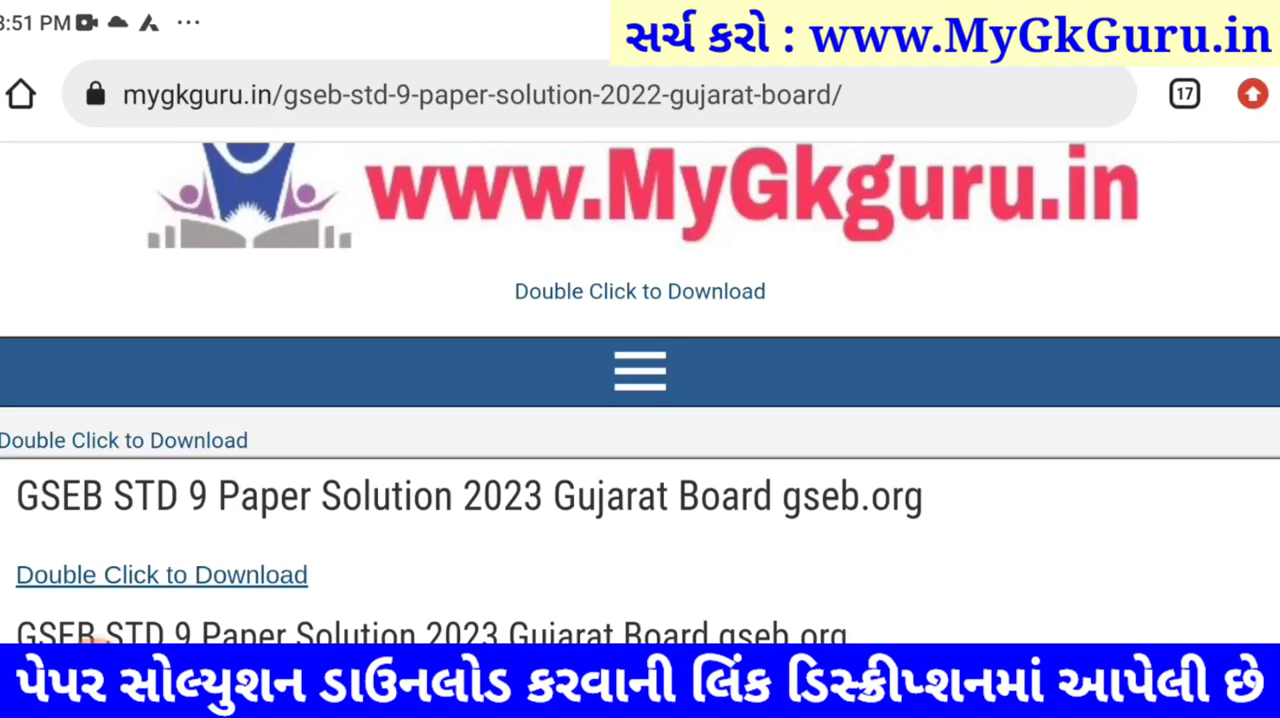 3:51 PM
સર્ચ કરો : www.MyGkGuru.in
mygkguru.in/gseb-std-9-paper-solution-2022-gujarat-board/
17
www.MyGkguru.in
Double Click to Download
Double Click to Download
GSEB STD 9 Paper Solution 2023 Gujarat Board gseb.org
Double Click to Download
GSEB STD 9 Paper Solution 2023 Gujarat Board gseb.org
પેપર સોલ્યુશન ડાઉનલોડ કરવાની લિંક ડિસ્ક્રીપ્શનમાં આપેલી છે